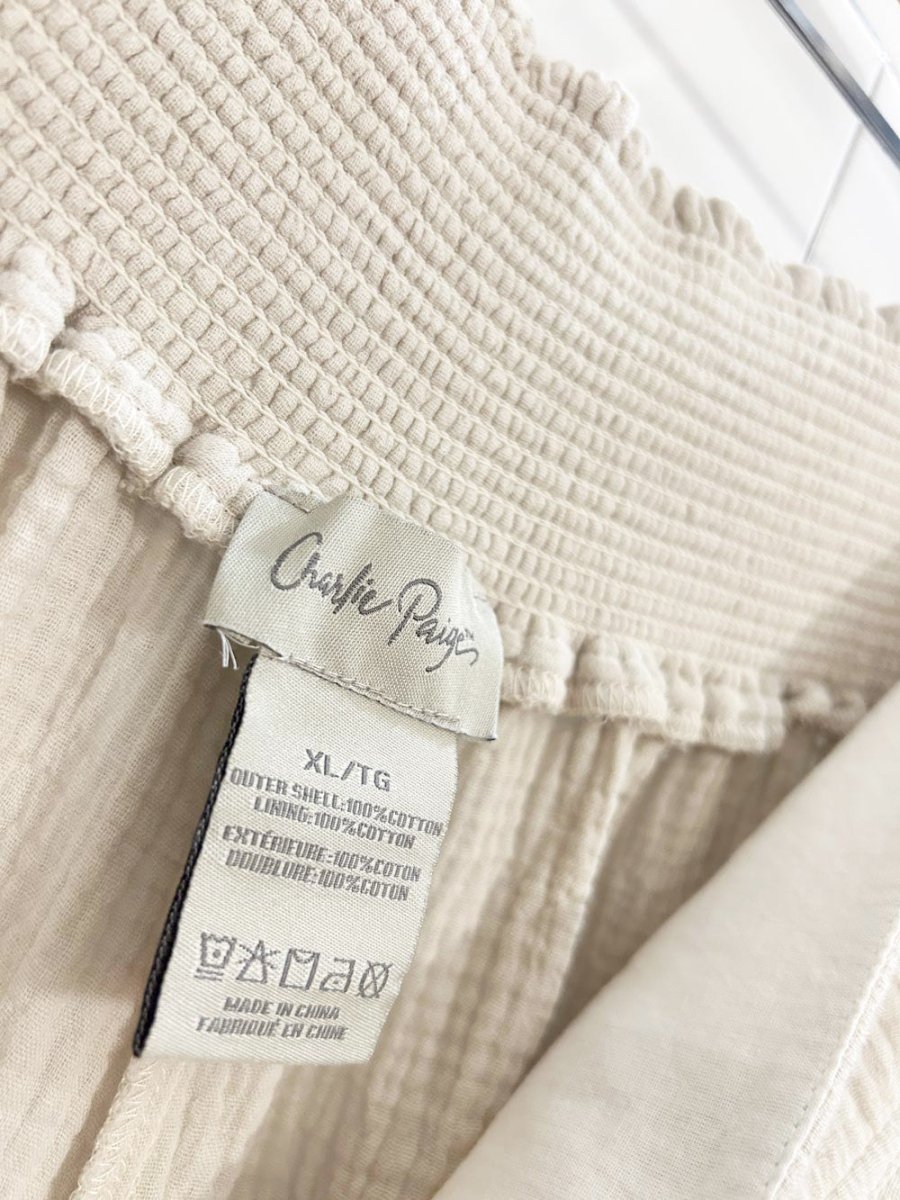 Charlie Paige™
XL/TG
OUTER SHELL:100%COTTON
LINING:100%COTTON
EXTÉRIEURE:100%COTON
DOUBLURE:100%COTON
MADE IN CHINA
FABRIQUÉ EN CHINE